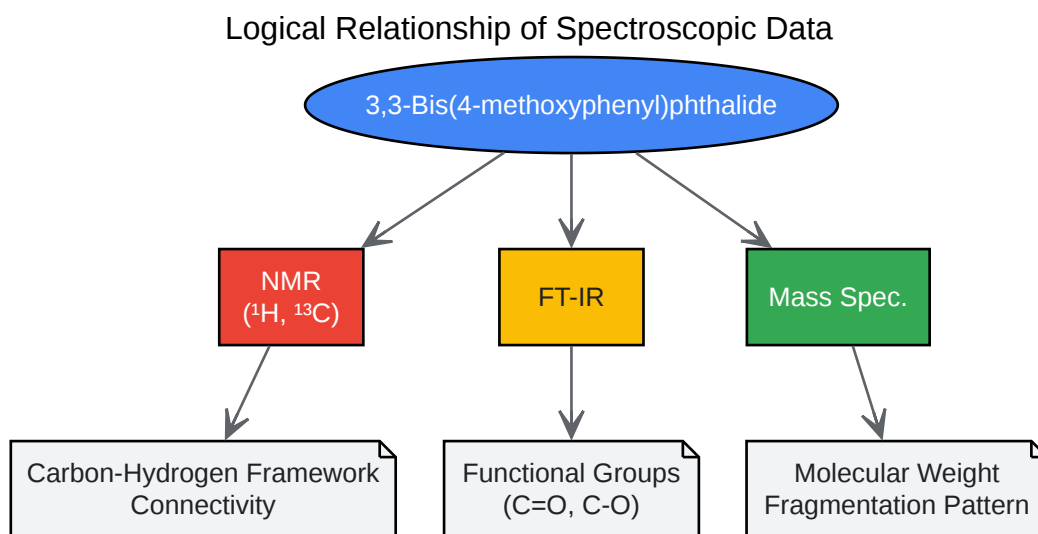 Logical Relationship of Spectroscopic Data
3,3-Bis(4-methoxyphenyl)phthalide
NMR
(¹H, ¹³C)
FT-IR
Mass Spec.
Carbon-Hydrogen Framework
Connectivity
Functional Groups
(C=O, C-O)
Molecular Weight
Fragmentation Pattern